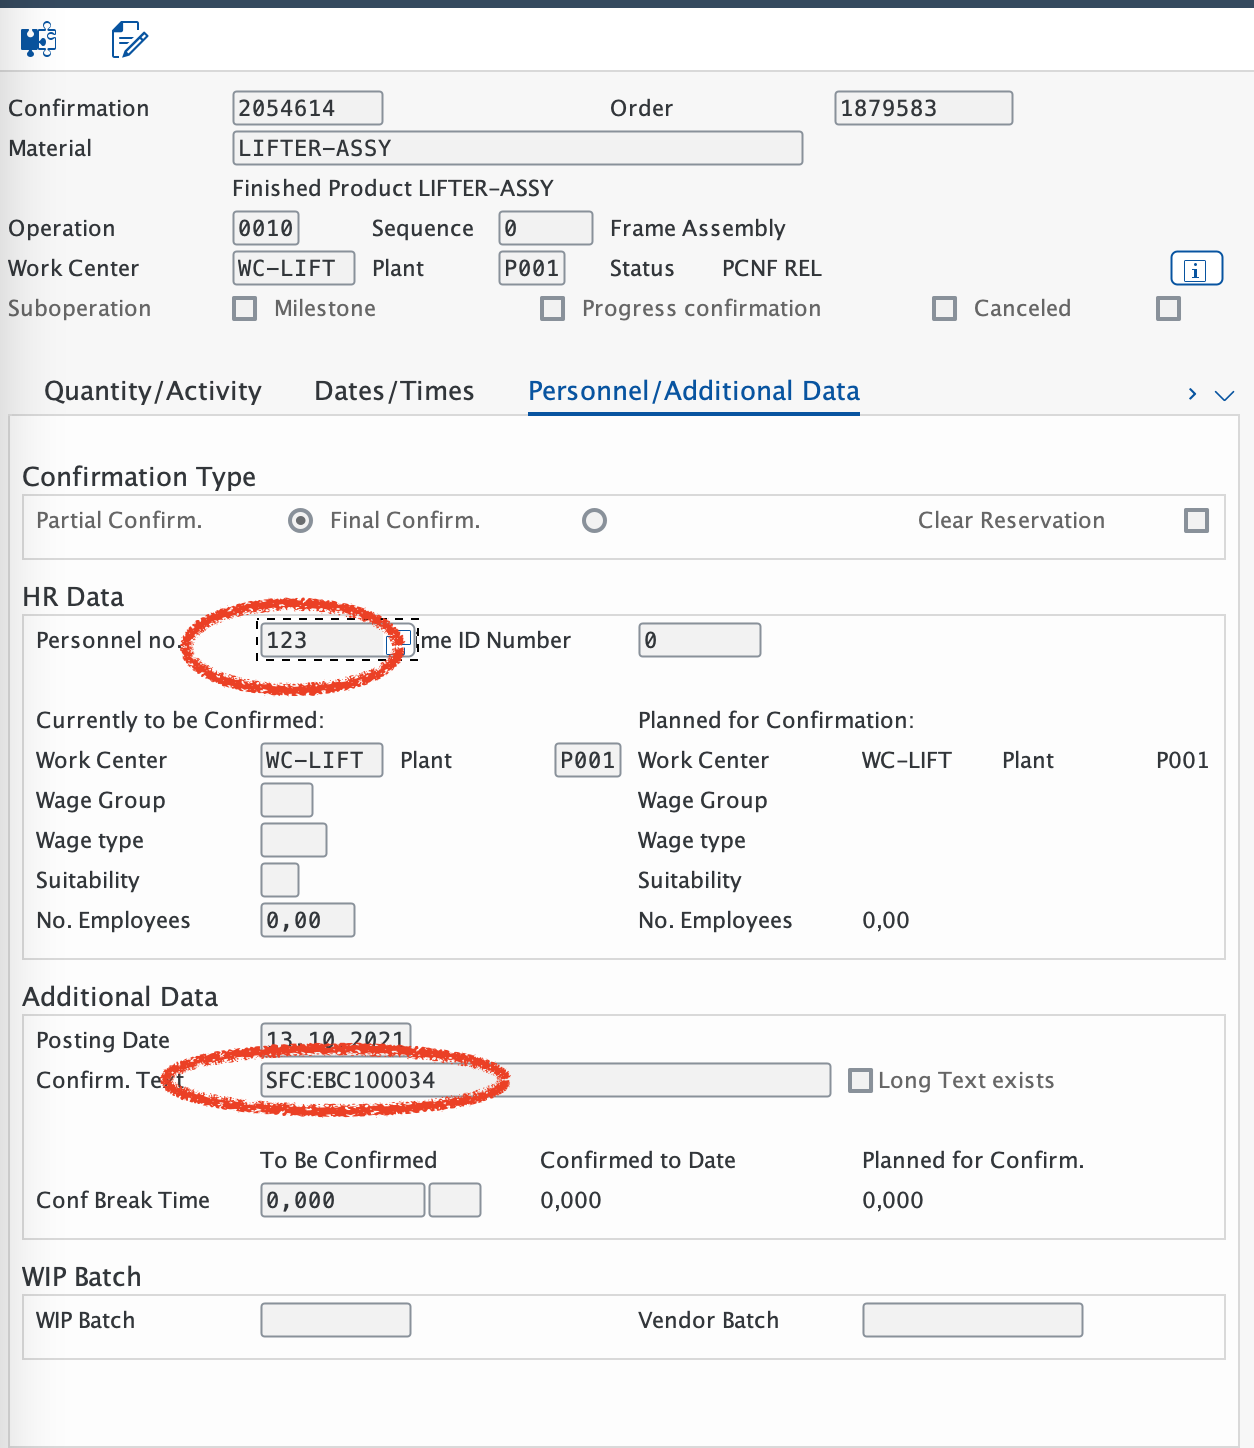 Confirmation 2054614 Order 1879583
Material LIFTER-ASSY
Finished Product LIFTER-ASSY
Operation 0010 Sequence 0 Frame Assembly
Work Center WC-LIFT Plant P001 Status PCNF REL
Suboperation Milestone Progress confirmation Canceled
Quantity/Activity Dates/Times Personnel/Additional Data
Confirmation Type
Partial Confirm. Final Confirm. Clear Reservation
HR Data
Personnel no. 123 me ID Number 0
Currently to be Confirmed: Planned for Confirmation:
Work Center WC-LIFT Plant P001 Work Center WC-LIFT Plant P001
Wage Group Wage Group
Wage type Wage type
Suitability Suitability
No. Employees 0,00 No. Employees 0,00
Additional Data
Posting Date 13.10.2021
Confirm. Text SFC:EBC100034 Long Text exists
To Be Confirmed Confirmed to Date Planned for Confirm.
Conf Break Time 0,000 0,000 0,000
WIP Batch
WIP Batch Vendor Batch